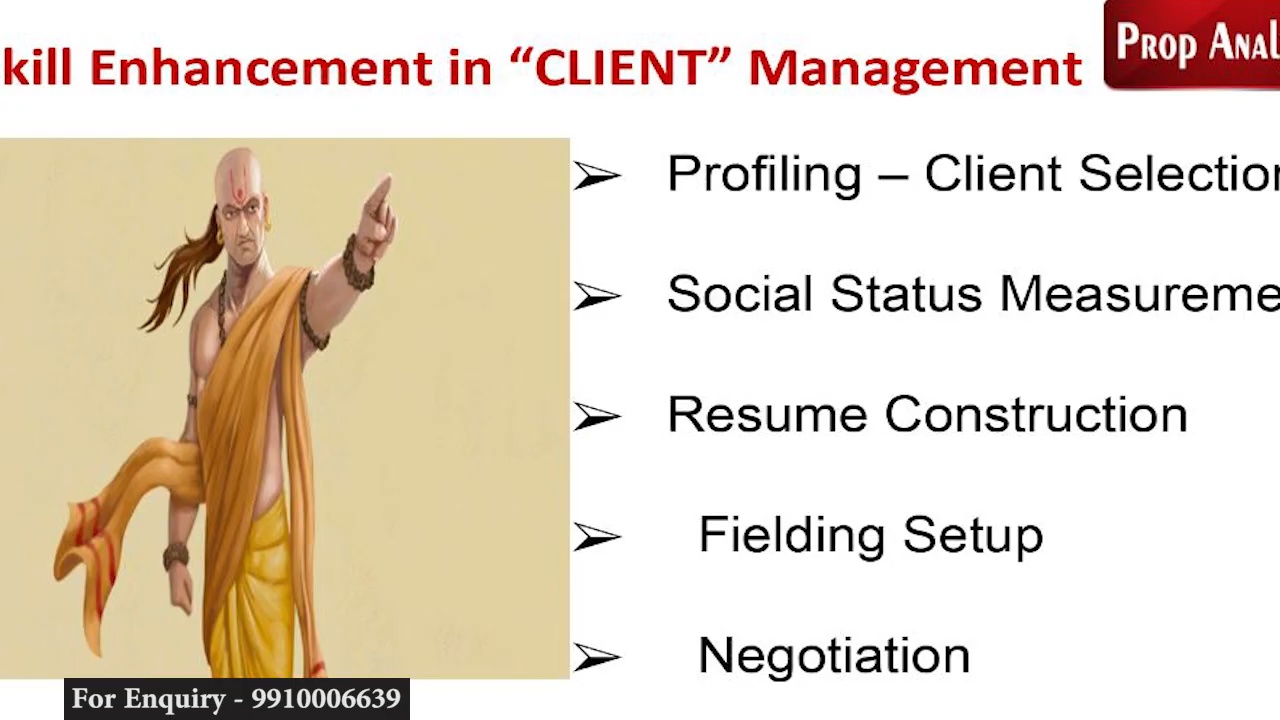 kill Enhancement in “CLIENT” Management
PROP ANAL
➢ Profiling – Client Selection
➢ Social Status Measureme
➢ Resume Construction
➢ Fielding Setup
➢ Negotiation
For Enquiry - 9910006639